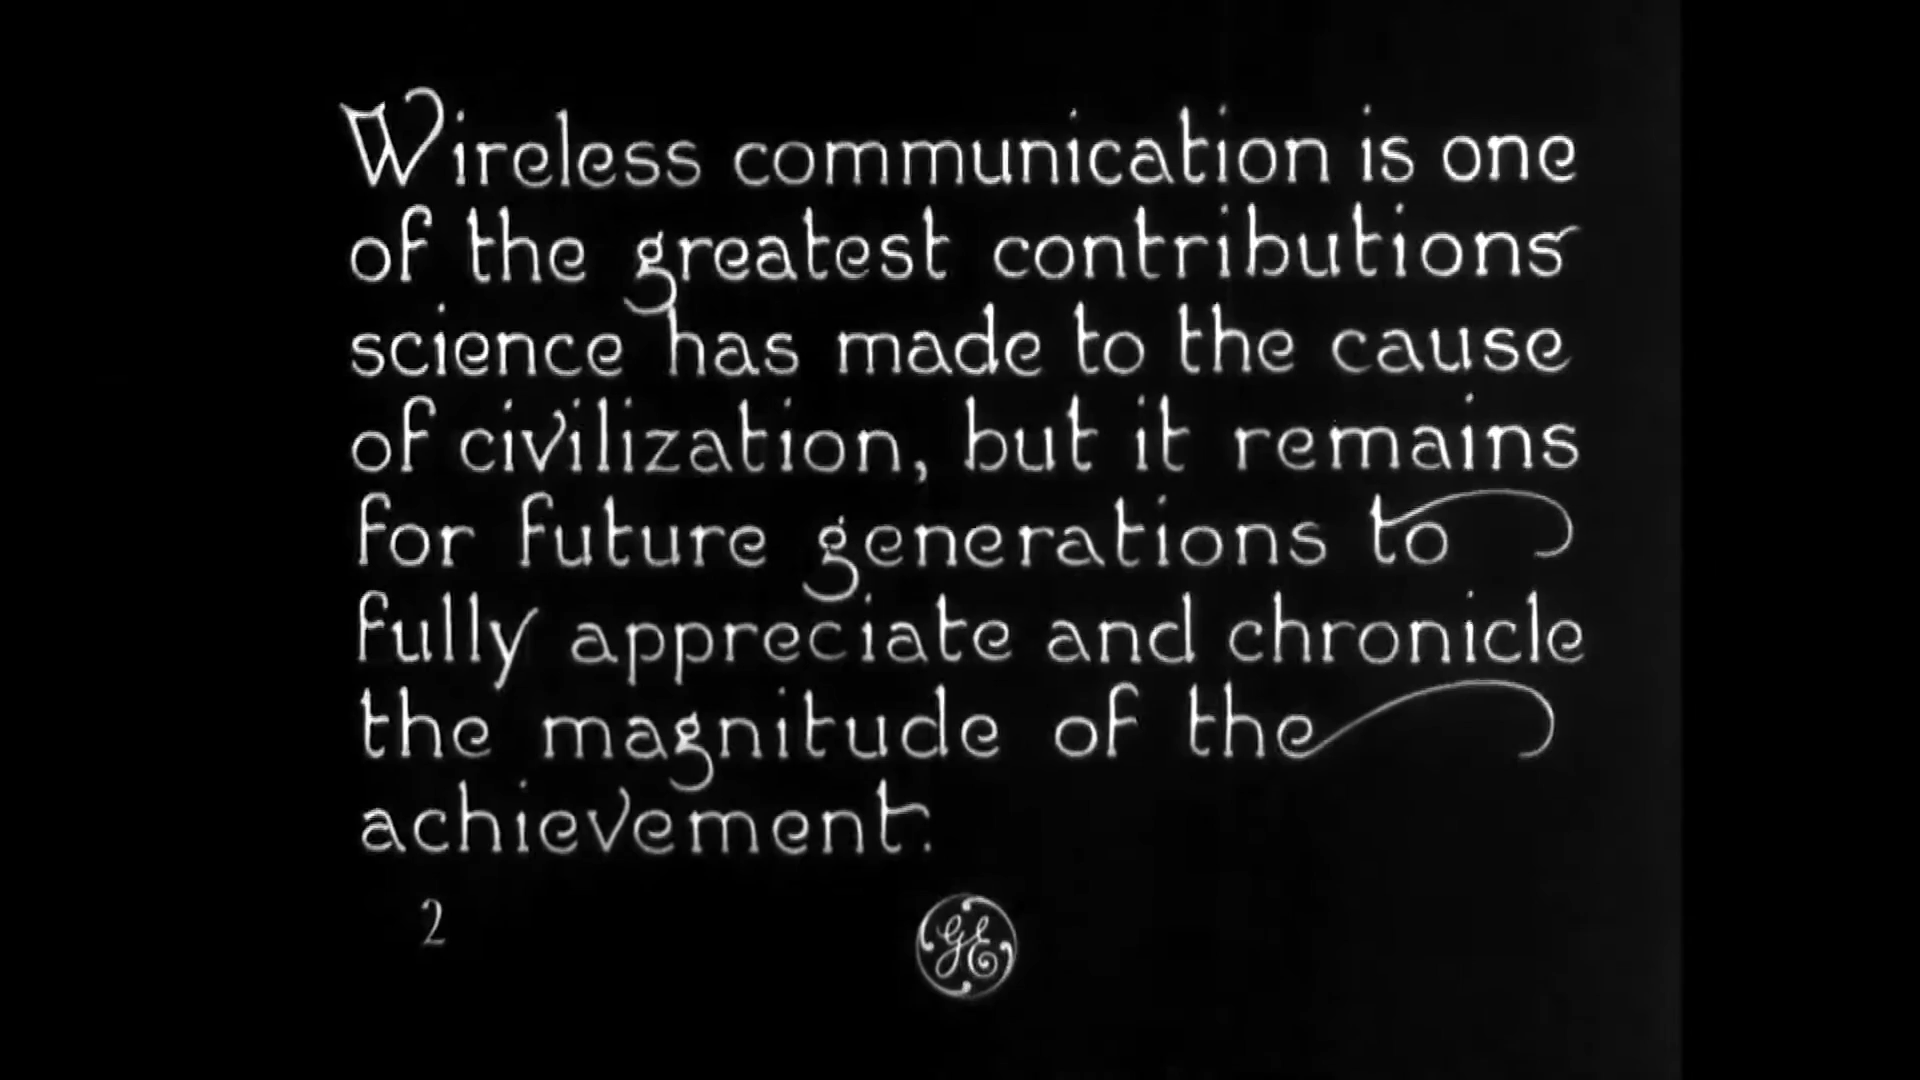 Wireless communication is one
of the greatest contributions
science has made to the cause
of civilization, but it remains
for future generations to
fully appreciate and chronicle
the magnitude of the
achievement.
2
GE